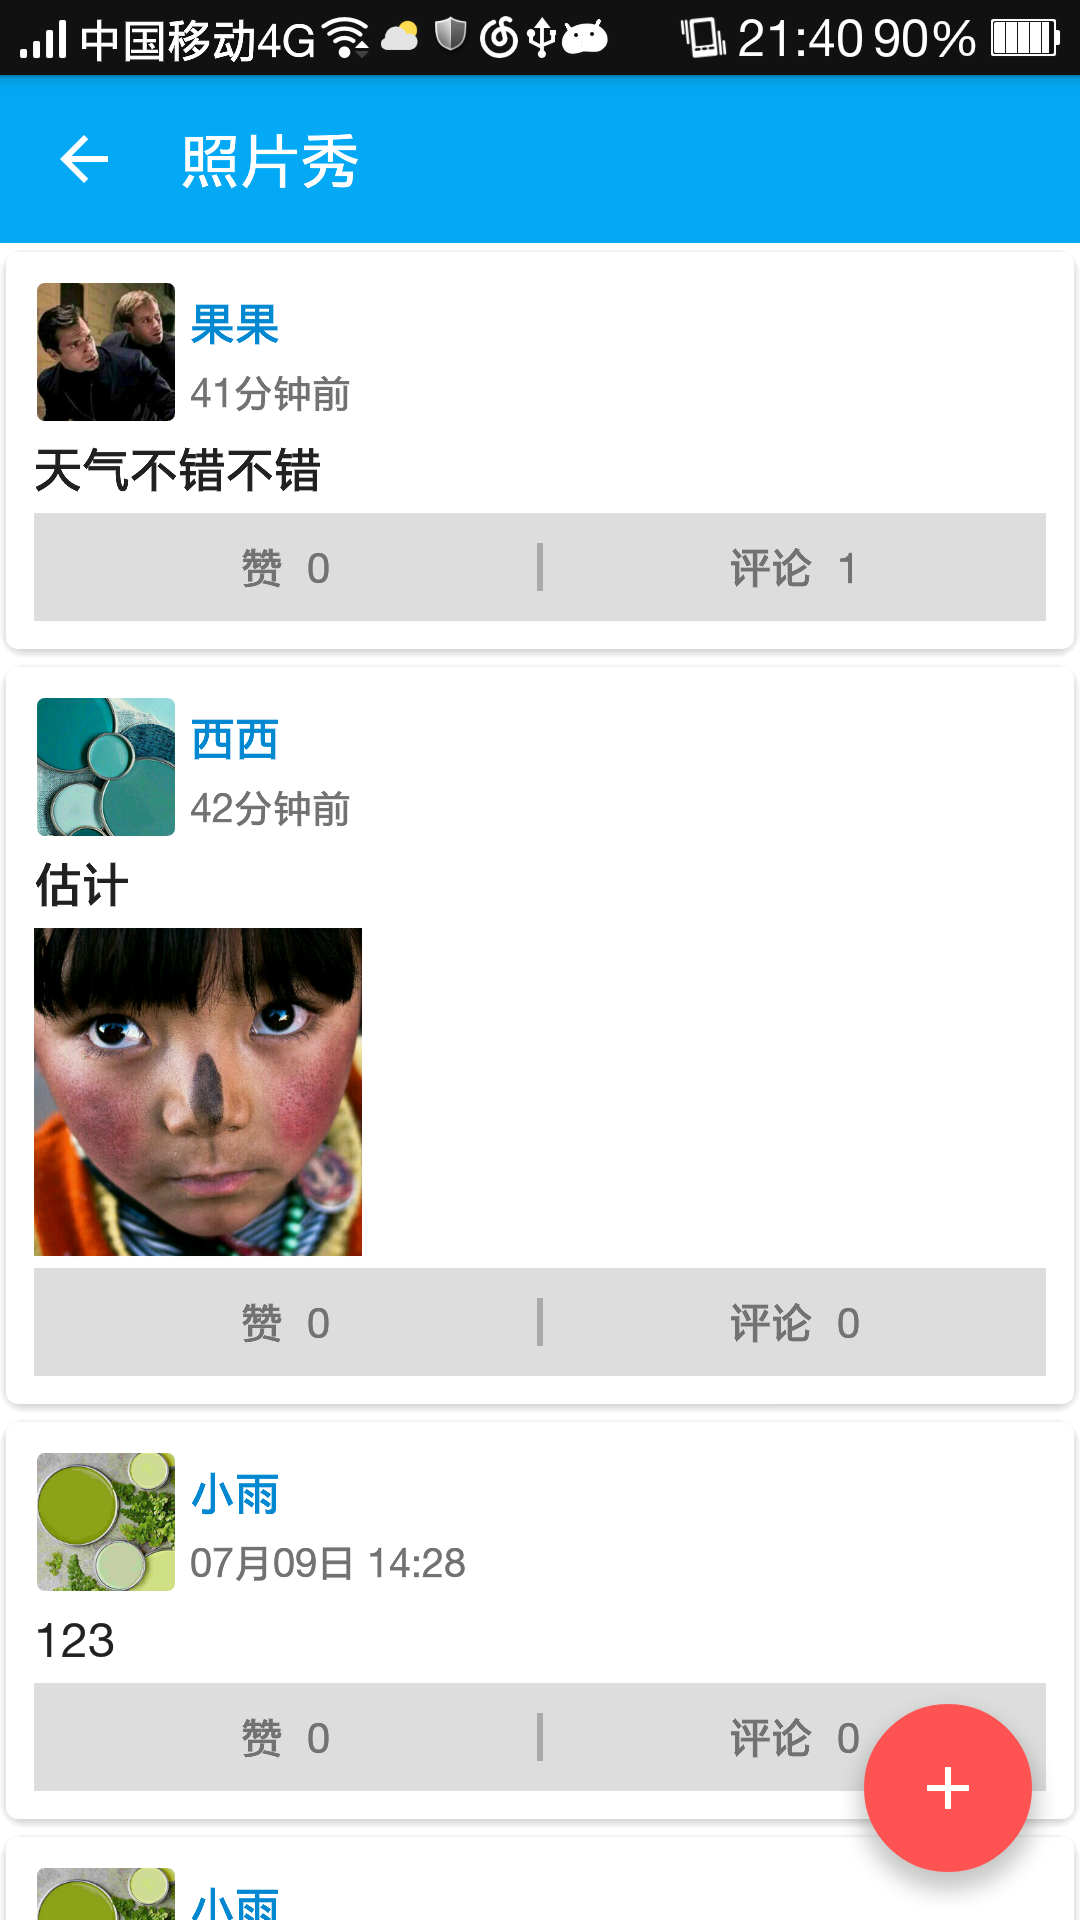 中国移动4G 21:40 90%
照片秀
果果
41分钟前
天气不错不错
赞 0 评论 1
西西
42分钟前
估计
赞 0 评论 0
小雨
07月09日 14:28
123
赞 0 评论 0
小雨